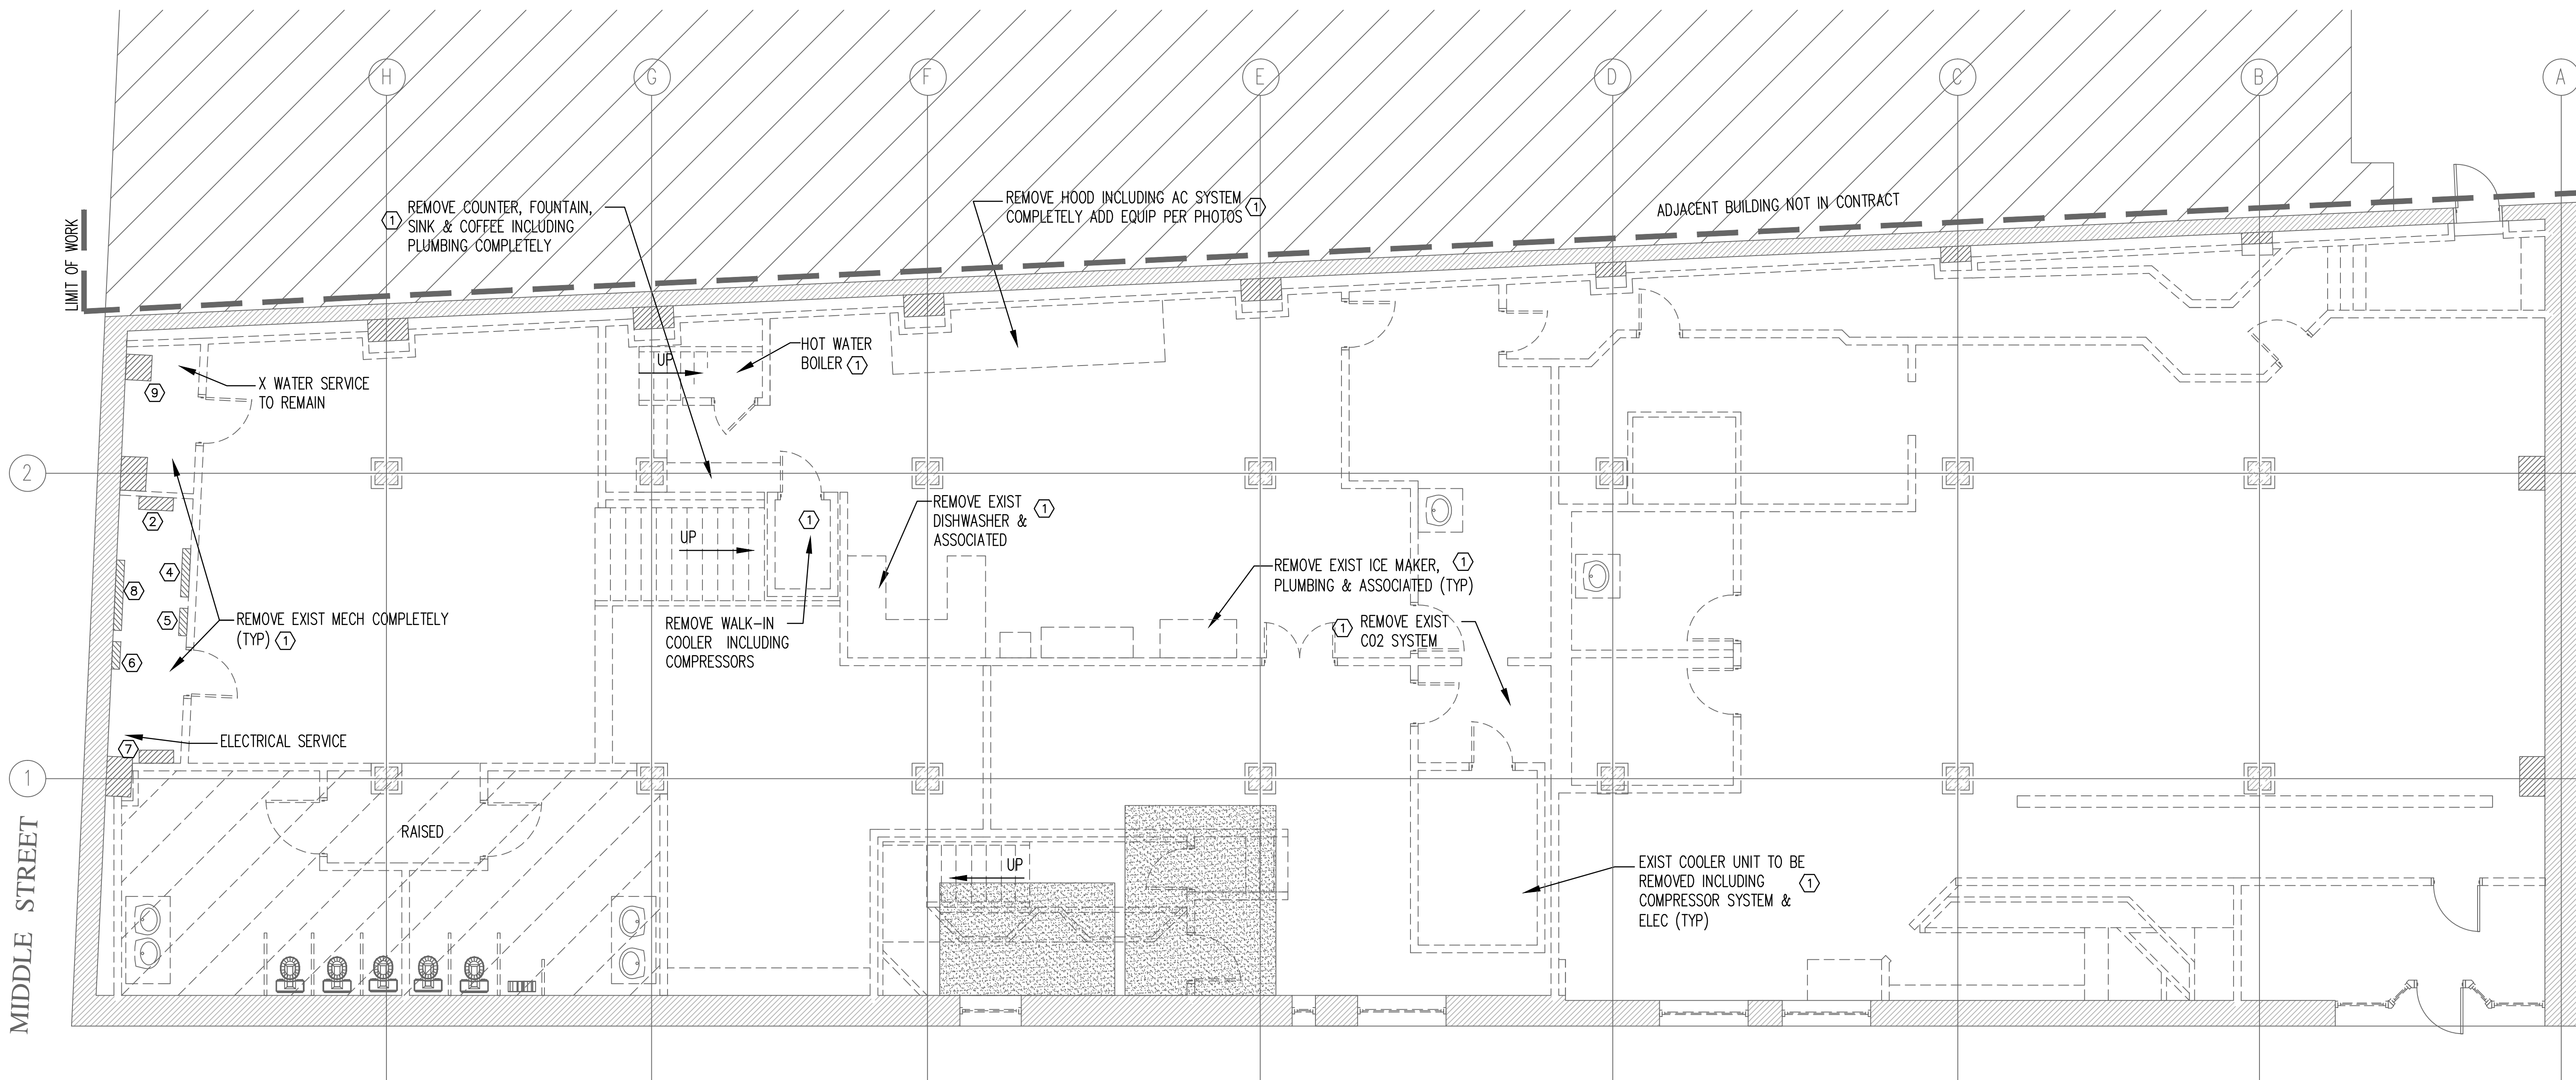 H
G
F
E
D
C
B
A
LIMIT OF WORK
1
REMOVE COUNTER, FOUNTAIN,
SINK & COFFEE INCLUDING
PLUMBING COMPLETELY
REMOVE HOOD INCLUDING AC SYSTEM
COMPLETELY ADD EQUIP PER PHOTOS 1
ADJACENT BUILDING NOT IN CONTRACT
HOT WATER
BOILER 1
UP
X WATER SERVICE
TO REMAIN
9
2
2
UP
1
REMOVE EXIST
DISHWASHER &
ASSOCIATED
1
4
8
5
6
REMOVE EXIST MECH COMPLETELY
(TYP) 1
REMOVE WALK-IN
COOLER INCLUDING
COMPRESSORS
REMOVE EXIST ICE MAKER, 1
PLUMBING & ASSOCIATED (TYP)
1
REMOVE EXIST
CO2 SYSTEM
ELECTRICAL SERVICE
7
1
RAISED
UP
EXIST COOLER UNIT TO BE
REMOVED INCLUDING 1
COMPRESSOR SYSTEM &
ELEC (TYP)
MIDDLE STREET